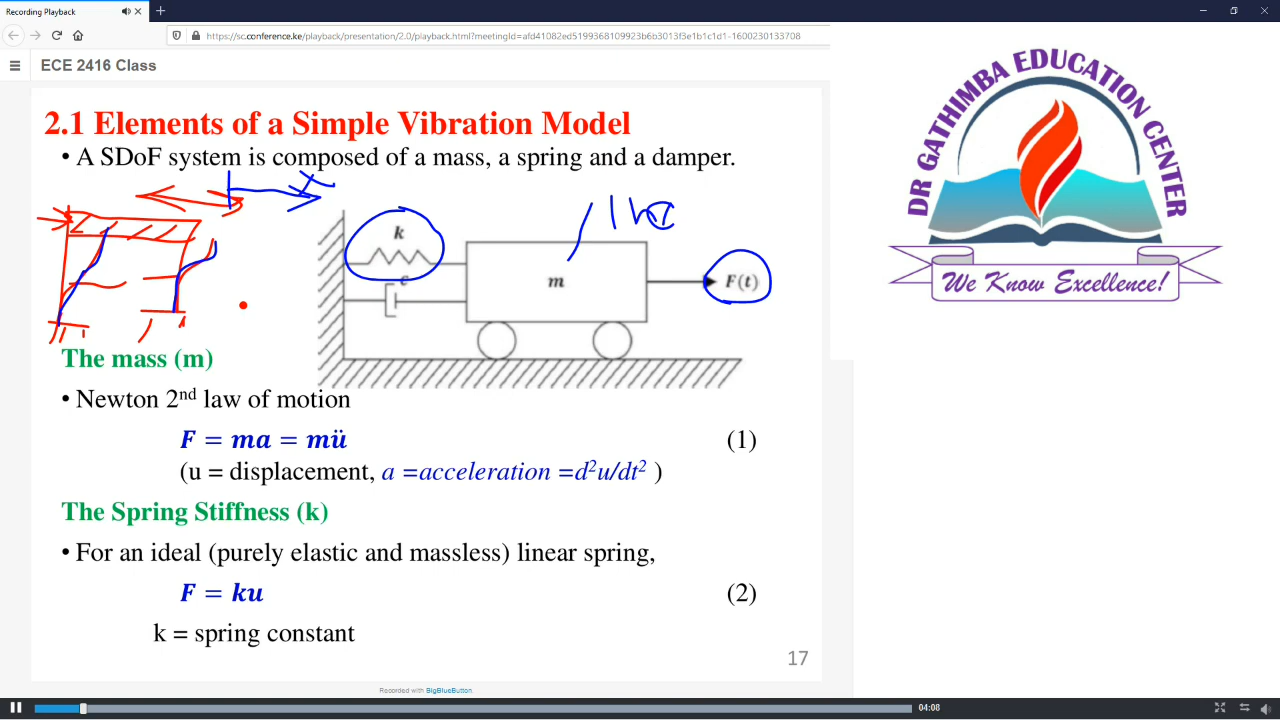 Recording Playback
https://sc.conference.ke/playback/presentation/2.0/playback.html?meetingId=afd41082ed5199368109923b6b3013f3e1b1c1d1-1600230133708
ECE 2416 Class
2.1 Elements of a Simple Vibration Model
• A SDoF system is composed of a mass, a spring and a damper.
k
c
m
F(t)
The mass (m)
• Newton 2nd law of motion
F = ma = mü (1)
(u = displacement, a =acceleration =d²u/dt² )
The Spring Stiffness (k)
• For an ideal (purely elastic and massless) linear spring,
F = ku (2)
k = spring constant
17
Recorded with BigBlueButton.
04:08
DR GATHIMBA EDUCATION CENTER
We Know Excellence!